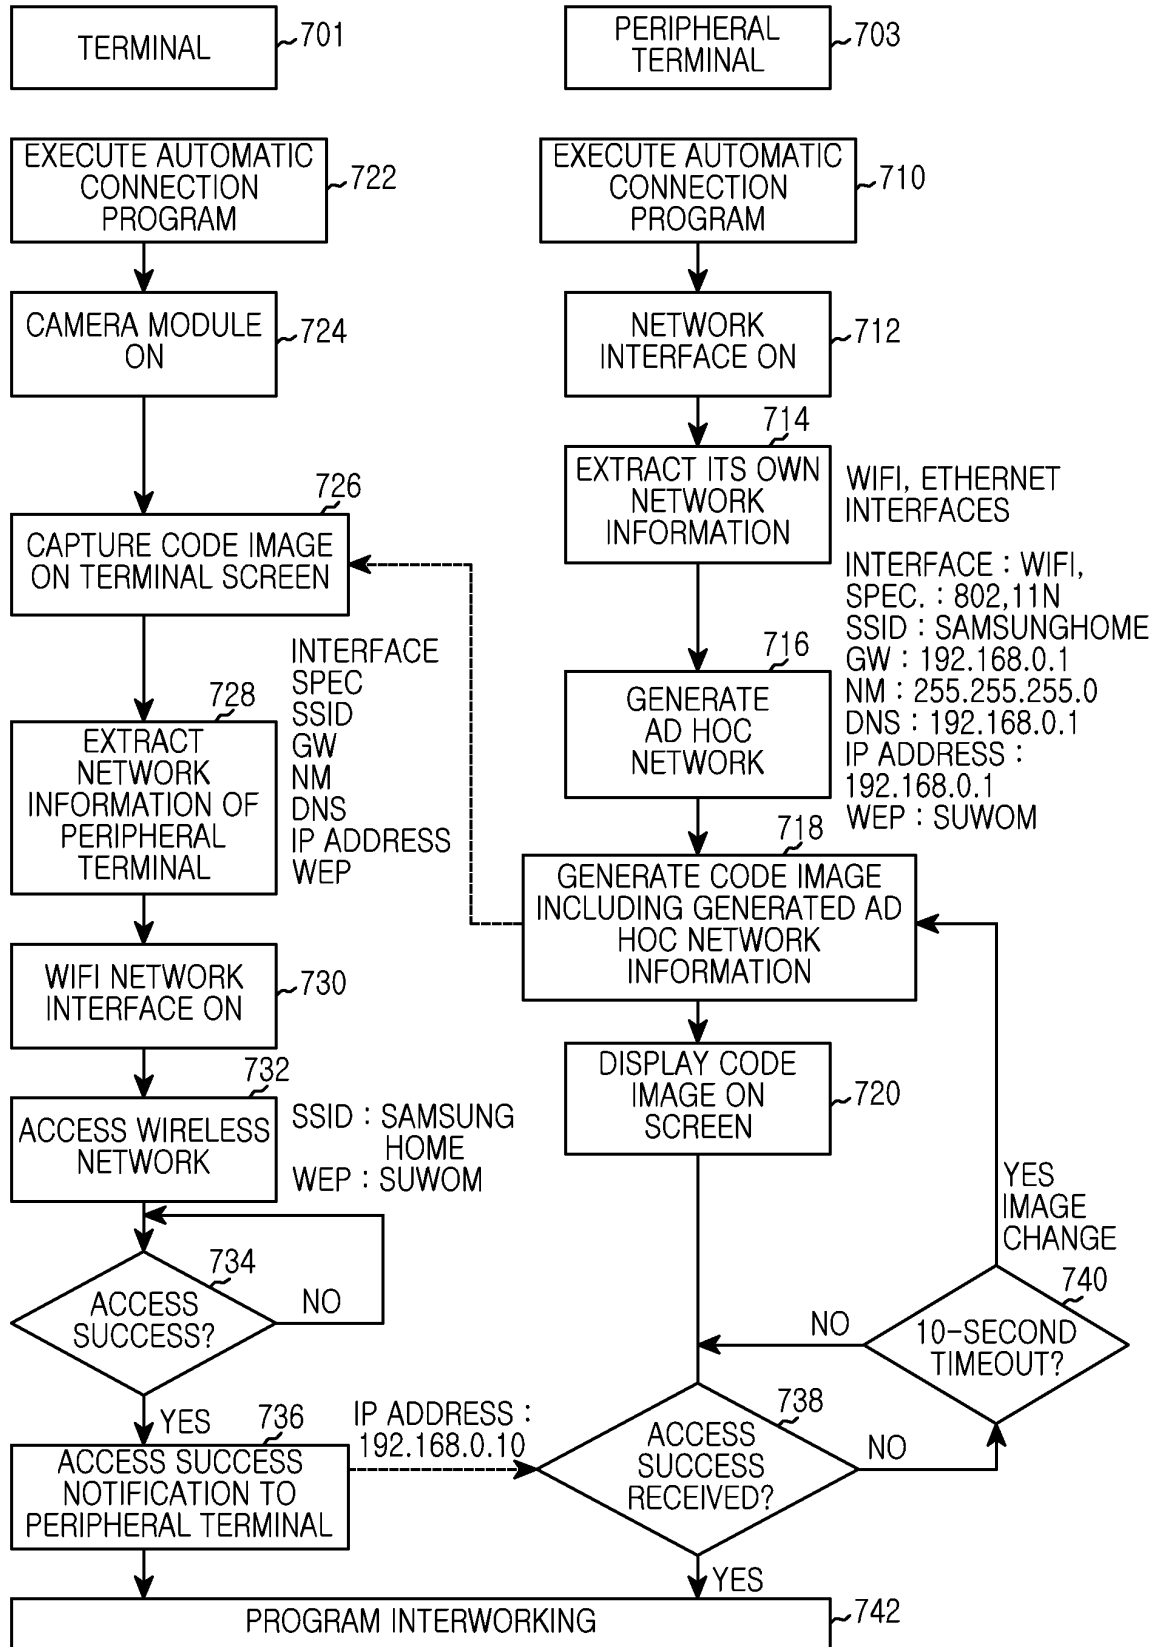 TERMINAL
701
PERIPHERAL
TERMINAL
703
EXECUTE AUTOMATIC
CONNECTION
PROGRAM
722
EXECUTE AUTOMATIC
CONNECTION
PROGRAM
710
CAMERA MODULE
ON
724
NETWORK
INTERFACE ON
712
714
EXTRACT ITS OWN
NETWORK
INFORMATION
WIFI, ETHERNET
INTERFACES
726
CAPTURE CODE IMAGE
ON TERMINAL SCREEN
INTERFACE : WIFI,
SPEC. : 802,11N
SSID : SAMSUNGHOME
GW : 192.168.0.1
NM : 255.255.255.0
DNS : 192.168.0.1
IP ADDRESS :
192.168.0.1
WEP : SUWOM
716
GENERATE
AD HOC
NETWORK
INTERFACE
SPEC
SSID
GW
NM
DNS
IP ADDRESS
WEP
728
EXTRACT
NETWORK
INFORMATION OF
PERIPHERAL
TERMINAL
718
GENERATE CODE IMAGE
INCLUDING GENERATED AD
HOC NETWORK
INFORMATION
WIFI NETWORK
INTERFACE ON
730
DISPLAY CODE
IMAGE ON
SCREEN
720
732
ACCESS WIRELESS
NETWORK
SSID : SAMSUNG
HOME
WEP : SUWOM
YES
IMAGE
CHANGE
734
ACCESS
SUCCESS?
NO
740
10-SECOND
TIMEOUT?
NO
YES
736
ACCESS SUCCESS
NOTIFICATION TO
PERIPHERAL TERMINAL
IP ADDRESS :
192.168.0.10
738
ACCESS
SUCCESS
RECEIVED?
NO
YES
PROGRAM INTERWORKING
742